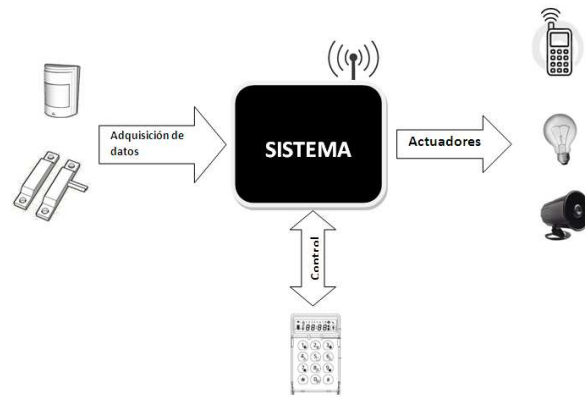 Adquisición de
datos
SISTEMA
Actuadores
Control